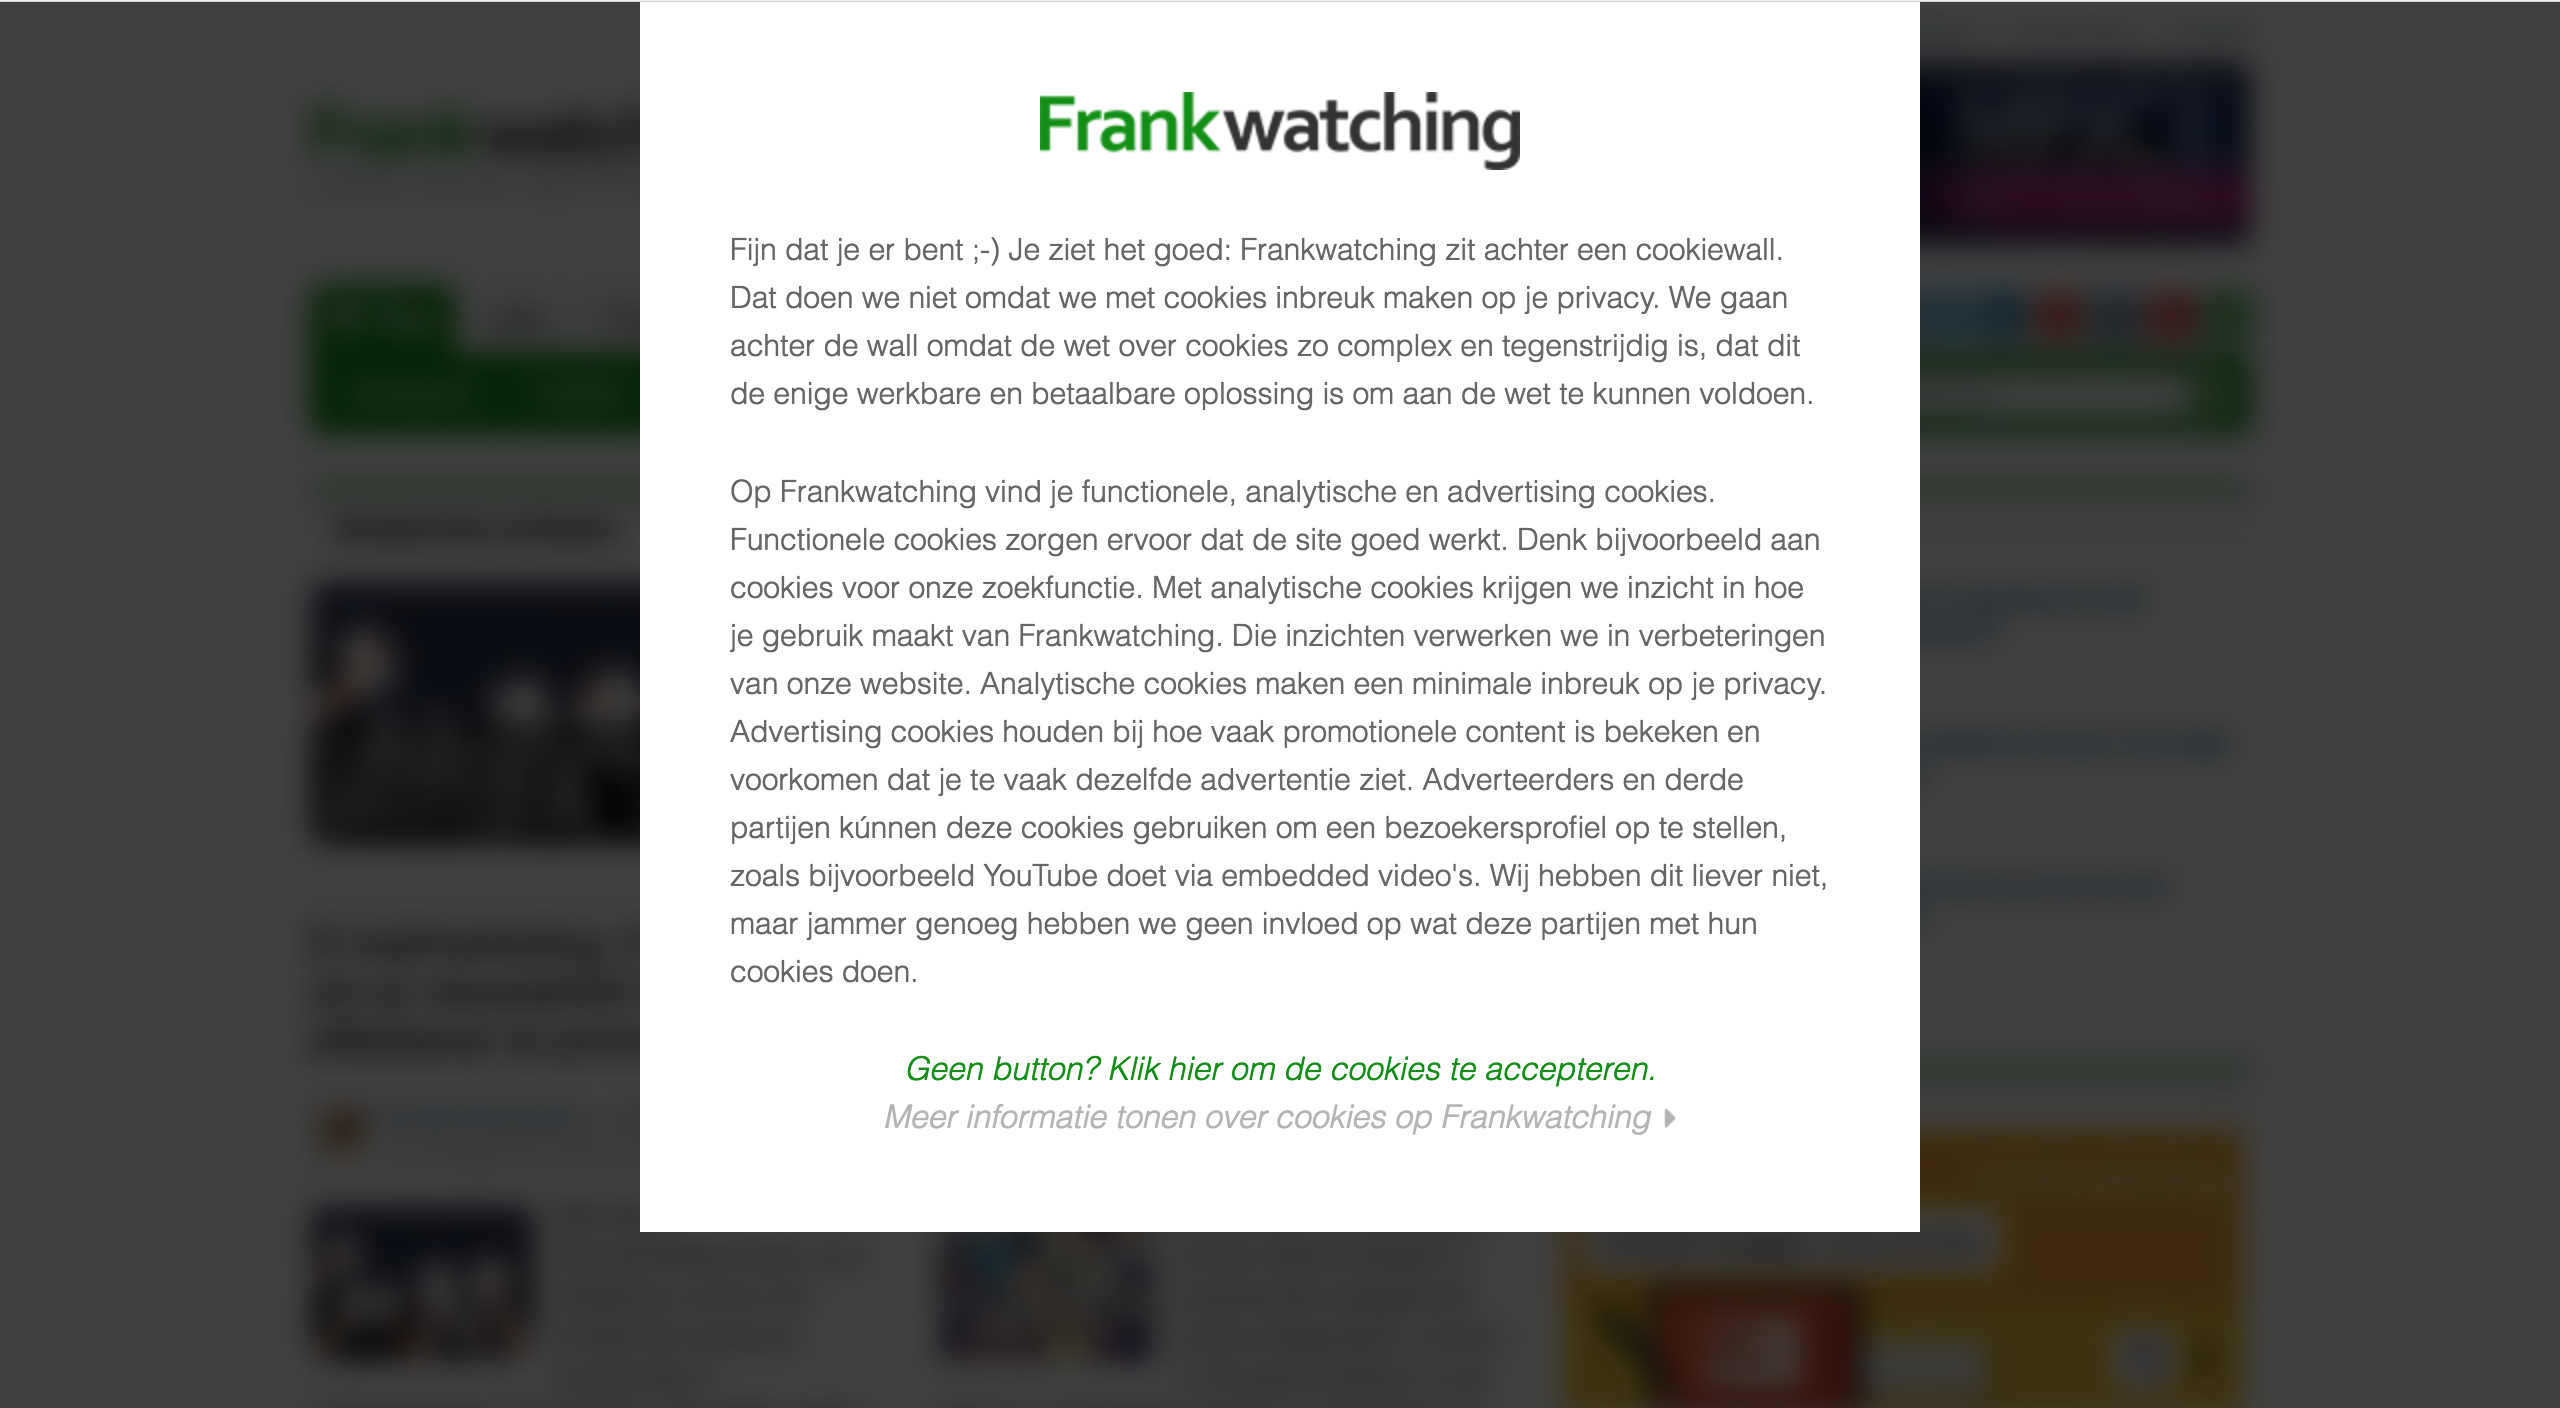 Frankwatching
Fijn dat je er bent ;-) Je ziet het goed: Frankwatching zit achter een cookiewall.
Dat doen we niet omdat we met cookies inbreuk maken op je privacy. We gaan
achter de wall omdat de wet over cookies zo complex en tegenstrijdig is, dat dit
de enige werkbare en betaalbare oplossing is om aan de wet te kunnen voldoen.
Op Frankwatching vind je functionele, analytische en advertising cookies.
Functionele cookies zorgen ervoor dat de site goed werkt. Denk bijvoorbeeld aan
cookies voor onze zoekfunctie. Met analytische cookies krijgen we inzicht in hoe
je gebruik maakt van Frankwatching. Die inzichten verwerken we in verbeteringen
van onze website. Analytische cookies maken een minimale inbreuk op je privacy.
Advertising cookies houden bij hoe vaak promotionele content is bekeken en
voorkomen dat je te vaak dezelfde advertentie ziet. Adverteerders en derde
partijen kúnnen deze cookies gebruiken om een bezoekersprofiel op te stellen,
zoals bijvoorbeeld YouTube doet via embedded video's. Wij hebben dit liever niet,
maar jammer genoeg hebben we geen invloed op wat deze partijen met hun
cookies doen.
Geen button? Klik hier om de cookies te accepteren.
Meer informatie tonen over cookies op Frankwatching